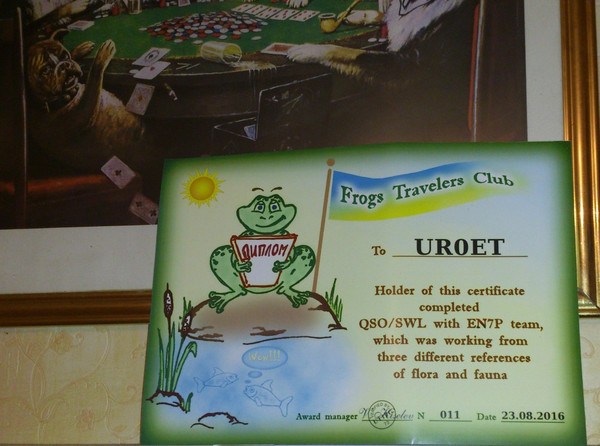 Frogs Travelers Club
To UR0ET
ДИПЛОМ
Holder of this certificate
completed
QSO/SWL with EN7P team,
which was working from
three different references
of flora and fauna
Award manager N 011 Date 23.08.2016